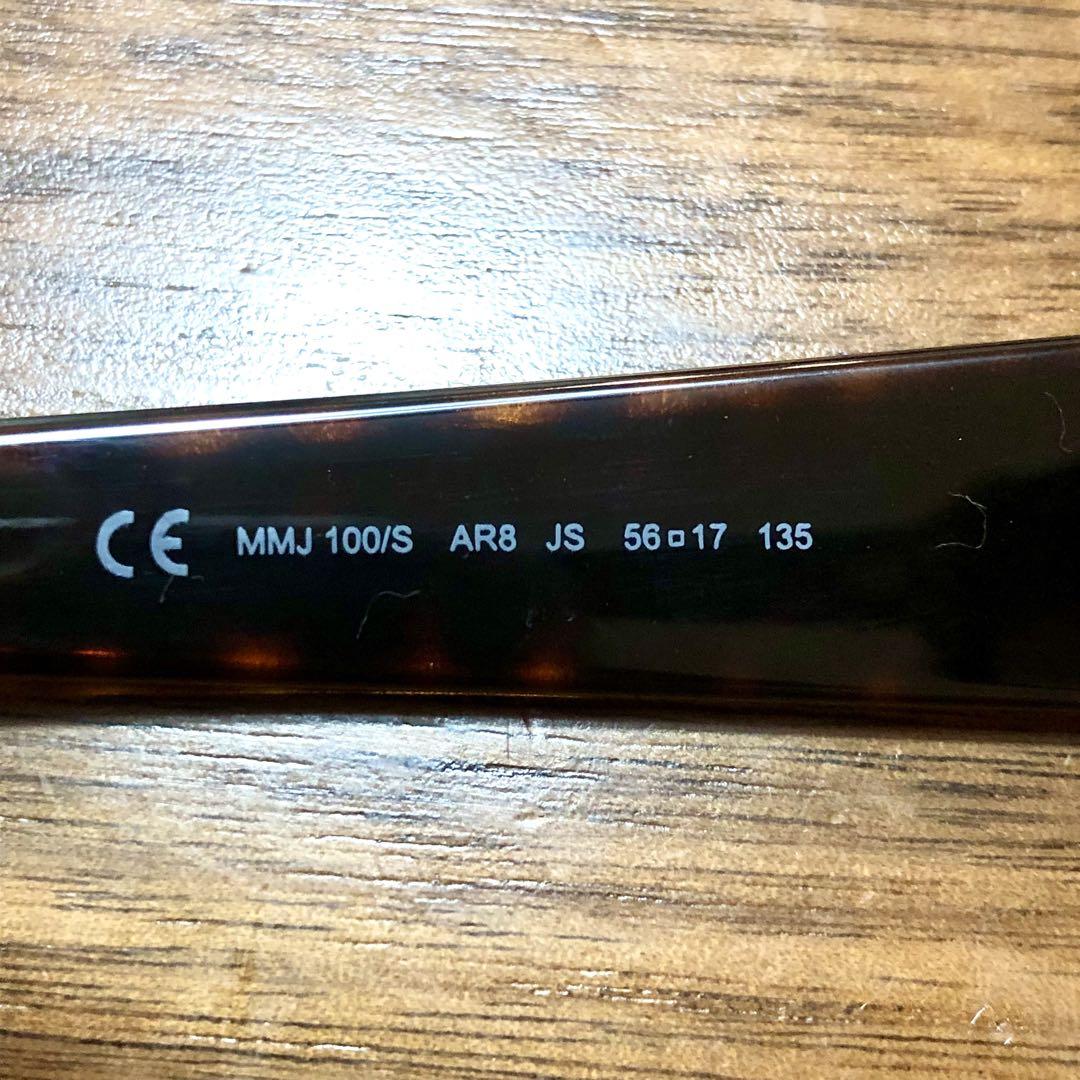 CE MMJ 100/S AR8 JS 56□17 135